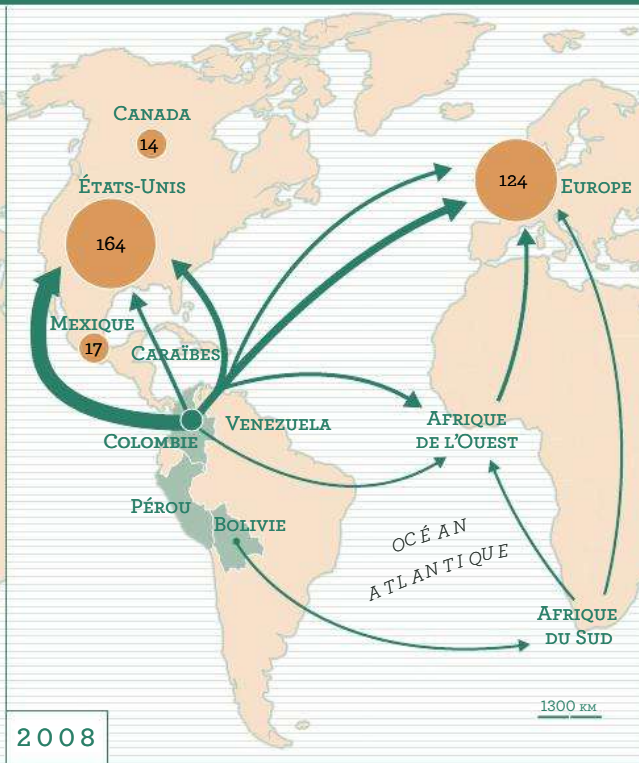 CANADA
14
ÉTATS-UNIS
164
124
EUROPE
MEXIQUE
17
CARAÏBES
VENEZUELA
COLOMBIE
AFRIQUE
DE L'OUEST
PÉROU
BOLIVIE
OCÉAN
ATLANTIQUE
AFRIQUE
DU SUD
1300 KM
2008